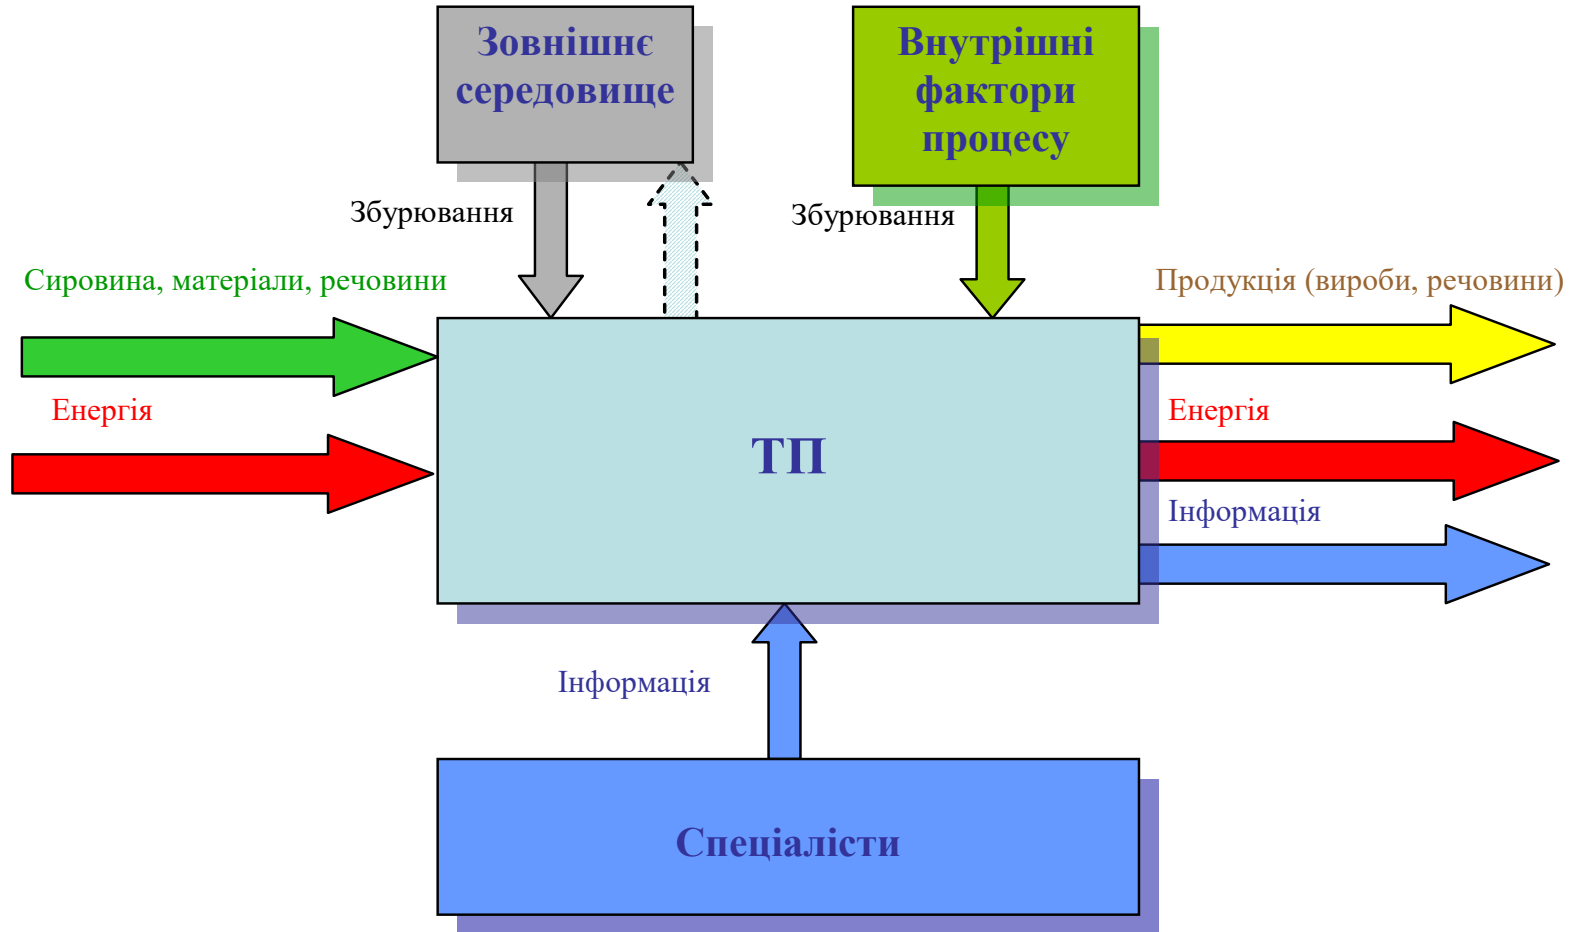 Зовнішнє
середовище
Внутрішні
фактори
процесу
Збурювання
Збурювання
Сировина, матеріали, речовини
Продукція (вироби, речовини)
Енергія
Енергія
ТП
Інформація
Інформація
Спеціалісти